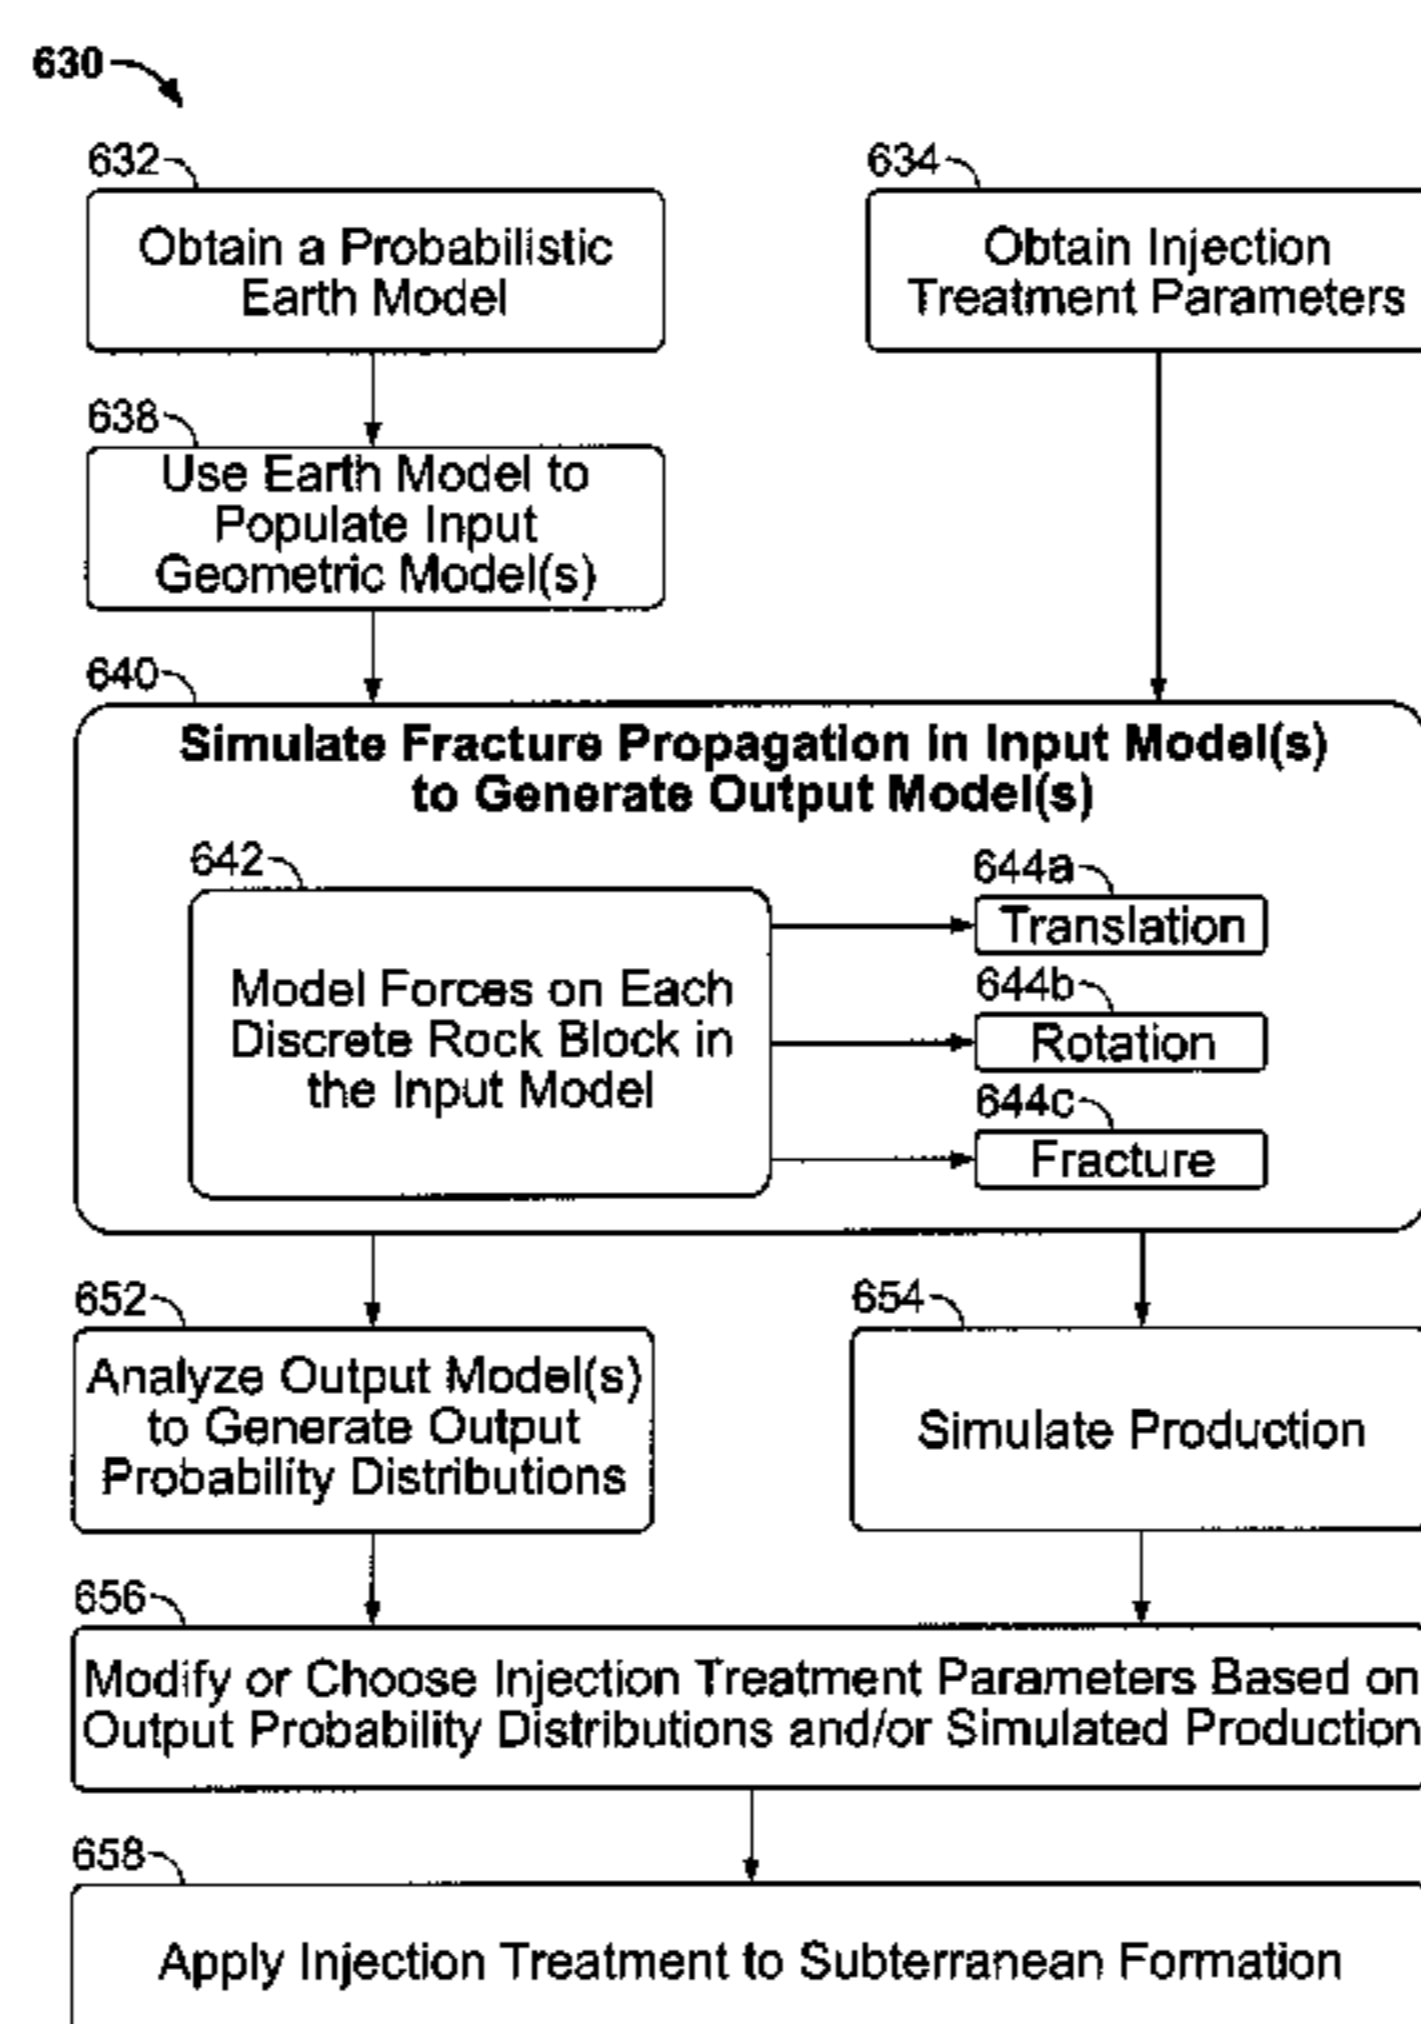 630
632
Obtain a Probabilistic
Earth Model
634
Obtain Injection
Treatment Parameters
638
Use Earth Model to
Populate Input
Geometric Model(s)
640
Simulate Fracture Propagation in Input Model(s)
to Generate Output Model(s)
642
Model Forces on Each
Discrete Rock Block in
the Input Model
644a
Translation
644b
Rotation
644c
Fracture
652
Analyze Output Model(s)
to Generate Output
Probability Distributions
654
Simulate Production
656
Modify or Choose Injection Treatment Parameters Based on
Output Probability Distributions and/or Simulated Production
658
Apply Injection Treatment to Subterranean Formation